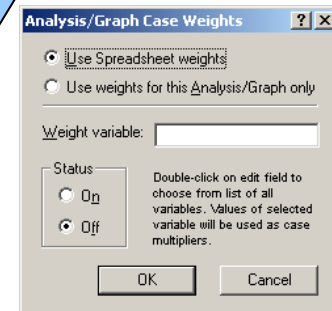 Analysis/Graph Case Weights
Use Spreadsheet weights
Use weights for this Analysis/Graph only
Weight variable:
Status
On
Off
Double-click on edit field to
choose from list of all
variables. Values of selected
variable will be used as case
multipliers.
OK
Cancel